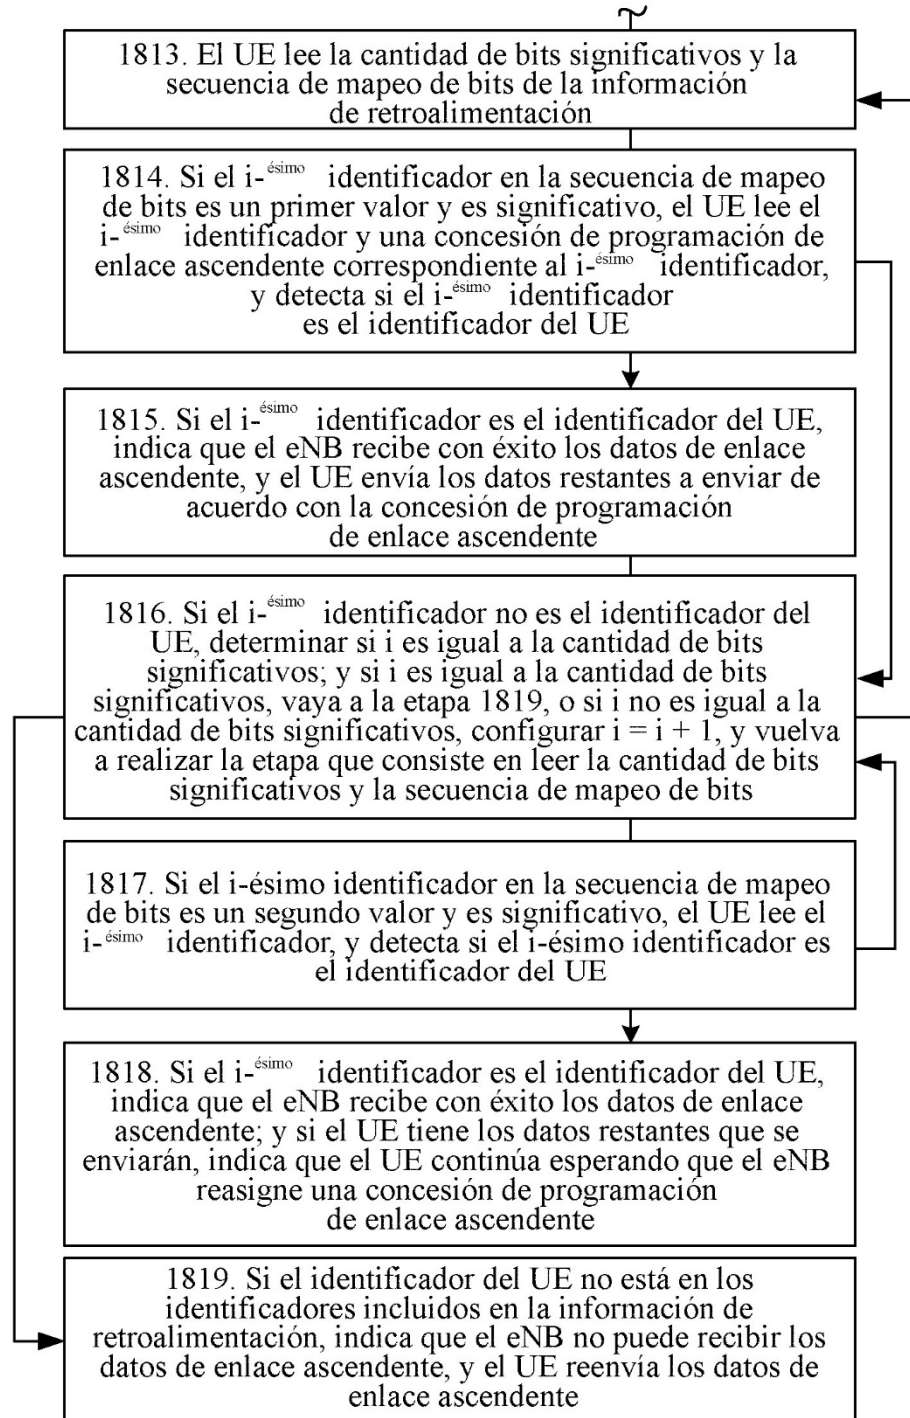 1813. El UE lee la cantidad de bits significativos y la
secuencia de mapeo de bits de la información
de retroalimentación
1814. Si el i-ésimo identificador en la secuencia de mapeo
de bits es un primer valor y es significativo, el UE lee el
i-ésimo identificador y una concesión de programación de
enlace ascendente correspondiente al i-ésimo identificador,
y detecta si el i-ésimo identificador
es el identificador del UE
1815. Si el i-ésimo identificador es el identificador del UE,
indica que el eNB recibe con éxito los datos de enlace
ascendente, y el UE envía los datos restantes a enviar de
acuerdo con la concesión de programación
de enlace ascendente
1816. Si el i-ésimo identificador no es el identificador del
UE, determinar si i es igual a la cantidad de bits
significativos; y si i es igual a la cantidad de bits
significativos, vaya a la etapa 1819, o si i no es igual a la
cantidad de bits significativos, configurar i = i + 1, y vuelva
a realizar la etapa que consiste en leer la cantidad de bits
significativos y la secuencia de mapeo de bits
1817. Si el i-ésimo identificador en la secuencia de mapeo
de bits es un segundo valor y es significativo, el UE lee el
i-ésimo identificador, y detecta si el i-ésimo identificador es
el identificador del UE
1818. Si el i-ésimo identificador es el identificador del UE,
indica que el eNB recibe con éxito los datos de enlace
ascendente; y si el UE tiene los datos restantes que se
enviarán, indica que el UE continúa esperando que el eNB
reasigne una concesión de programación
de enlace ascendente
1819. Si el identificador del UE no está en los
identificadores incluidos en la información de
retroalimentación, indica que el eNB no puede recibir los
datos de enlace ascendente, y el UE reenvía los datos de
enlace ascendente